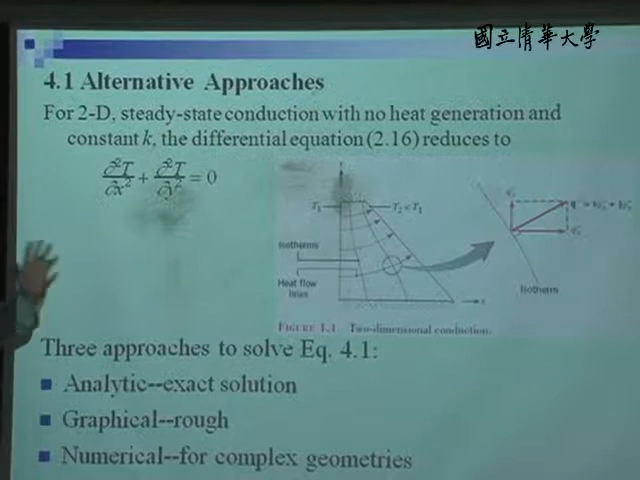 國立清華大學
4.1 Alternative Approaches
For 2-D, steady-state conduction with no heat generation and
constant k, the differential equation (2.16) reduces to
∂²T/∂x² + ∂²T/∂y² = 0
T₁
T₂ < T₁
Isotherms
Heat flow
lines
x
Isotherm
Two-dimensional conduction.
Three approaches to solve Eq. 4.1:
Analytic--exact solution
Graphical--rough
Numerical--for complex geometries